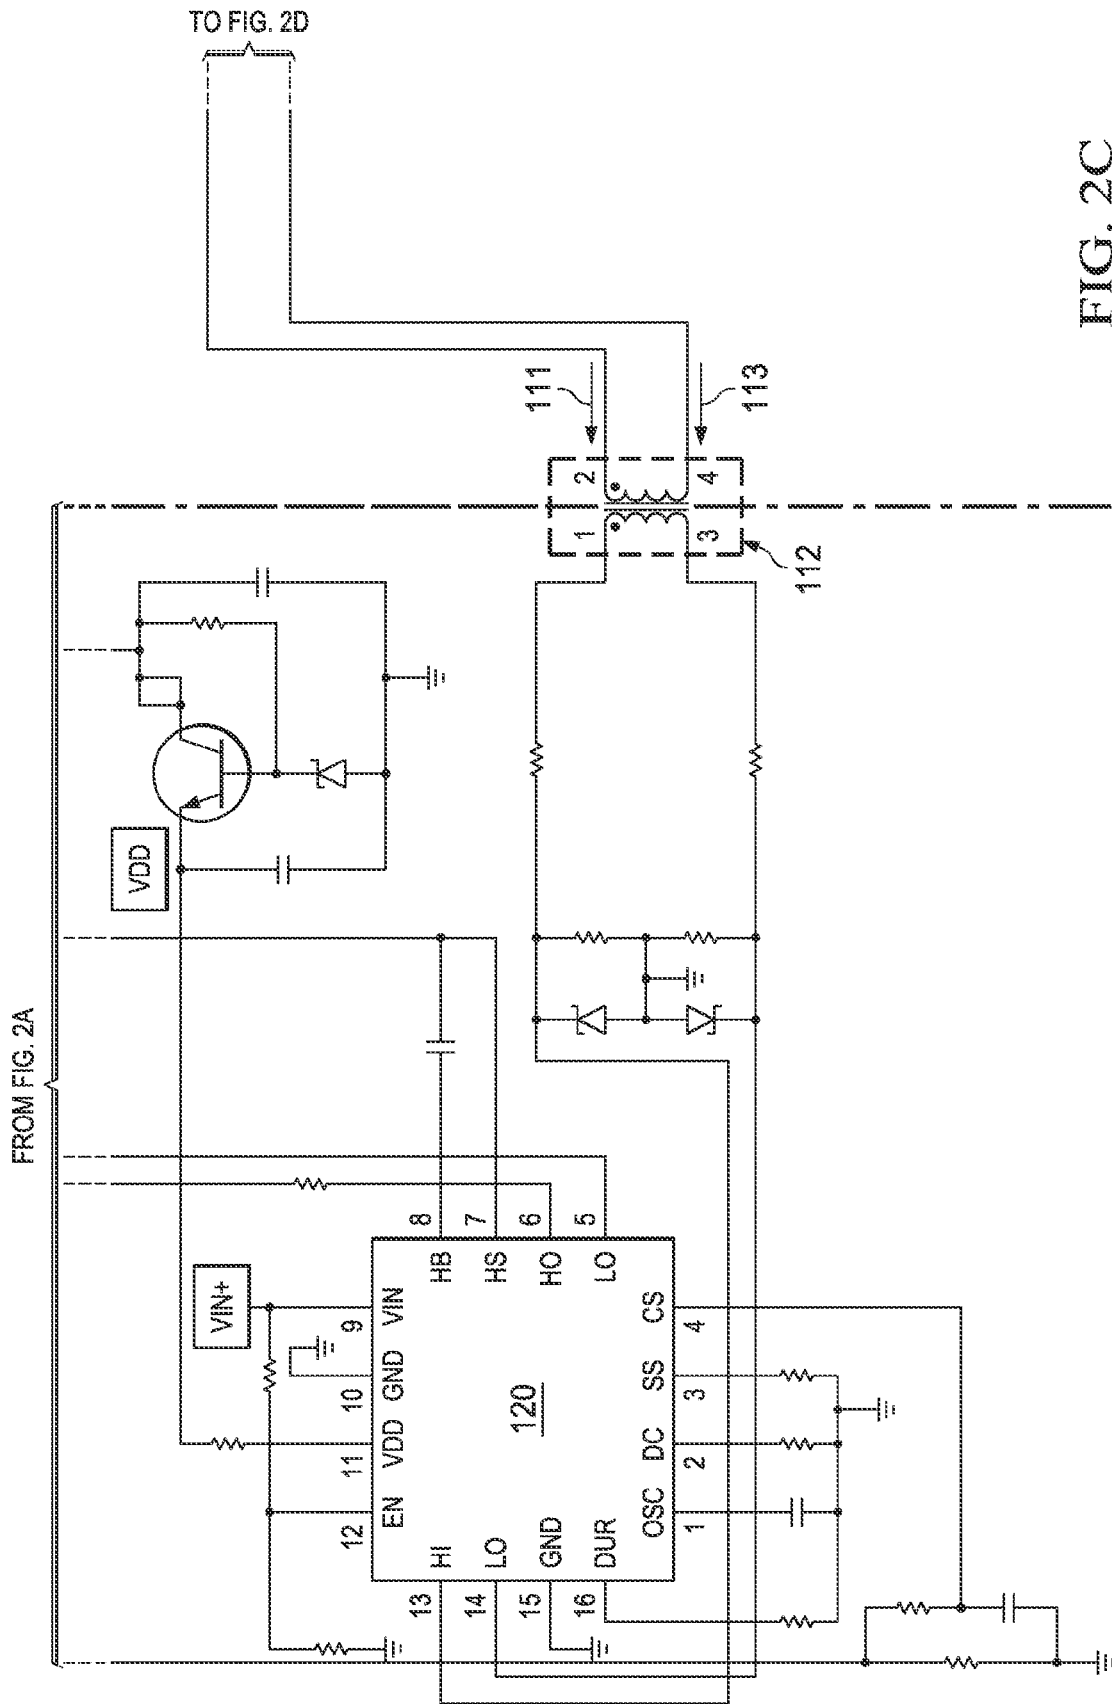 TO FIG. 2D
FROM FIG. 2A
FIG. 2C
VDD
VIN+
111
113
112
2
4
1
3
8
7
6
5
HB
HS
HO
LO
9
10
11
12
VIN
GND
VDD
EN
120
HI
LO
GND
DUR
13
14
15
16
CS
SS
DC
OSC
4
3
2
1